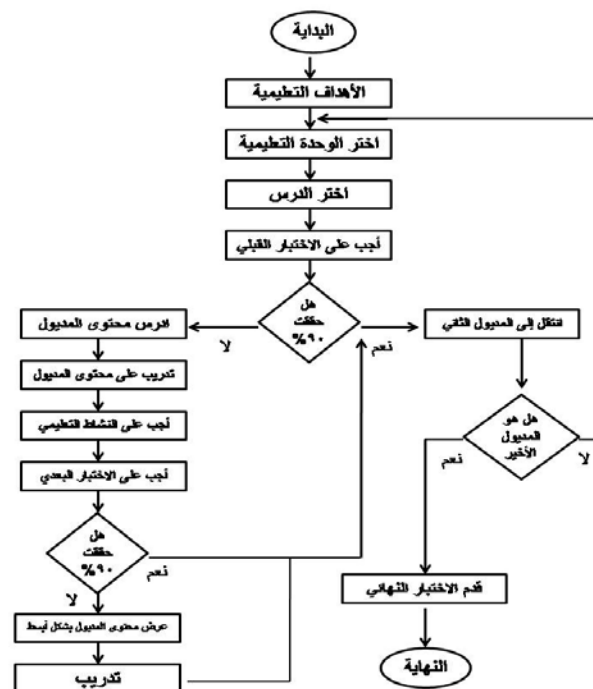 البداية
الأهداف التعليمية
اختر الوحدة التعليمية
اختر الدرس
أجب على الاختبار القبلي
هل
حققت
٩٠%
نعم
لا
انتقل إلى المديول الثاني
ادرس محتوى المديول
تدريب على محتوى المديول
أجب على النشاط التعليمي
أجب على الاختبار البعدي
هل هو
المديول
الأخير
لا
نعم
هل
حققت
٩٠%
نعم
لا
قدم الاختبار النهائي
عرض محتوى المديول بشكل أبسط
النهاية
تدريب